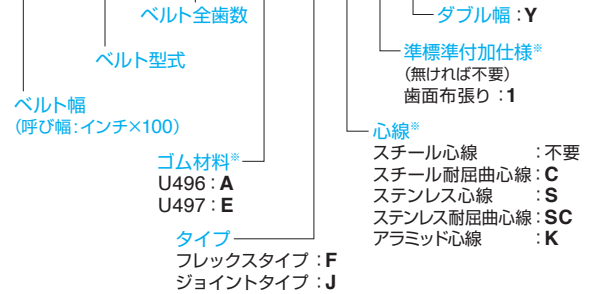 ベルト全歯数
ダブル幅：Y
ベルト型式
準標準付加仕様※
（無ければ不要）
歯面布張り：1
ベルト幅
（呼び幅：インチ×100）
心線※
スチール心線：不要
スチール耐屈曲心線：C
ステンレス心線：S
ステンレス耐屈曲心線：SC
アラミッド心線：K
ゴム材料※
U496：A
U497：E
タイプ
フレックスタイプ：F
ジョイントタイプ：J